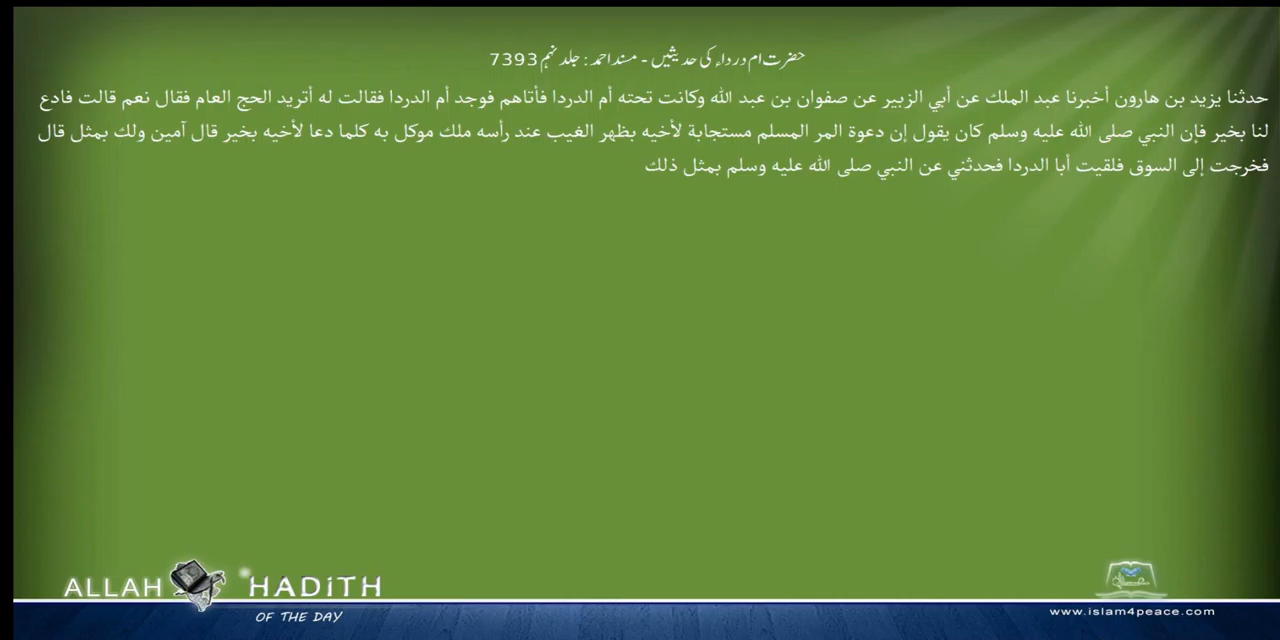 حضرت ام درداء کی حدیثیں - مسند احمد : جلد نہم 7393
حدثنا يزيد بن هارون أخبرنا عبد الملك عن أبي الزبير عن صفوان بن عبد الله وكانت تحته أم الدردا فأتاهم فوجد أم الدردا فقالت له أتريد الحج العام فقال نعم قالت فادع
لنا بخير فإن النبي صلى الله عليه وسلم كان يقول إن دعوة المر المسلم مستجابة لأخيه بظهر الغيب عند رأسه ملك موكل به كلما دعا لأخيه بخير قال آمين ولك بمثل قال
فخرجت إلى السوق فلقيت أبا الدردا فحدثني عن النبي صلى الله عليه وسلم بمثل ذلك
ALLAH HADITH
OF THE DAY
www.islam4peace.com